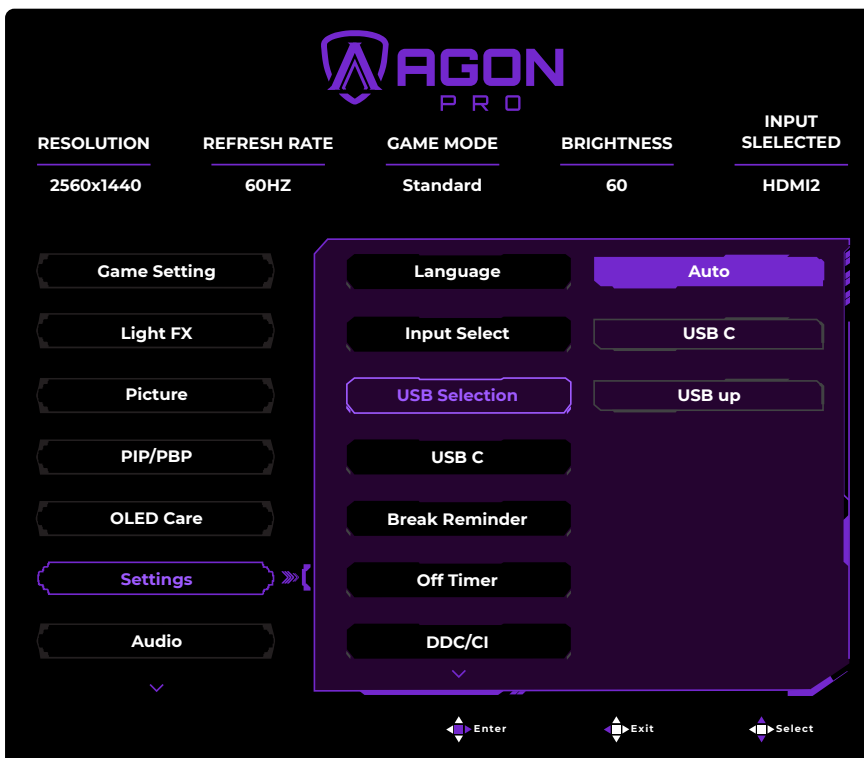 AGON
PRO
RESOLUTION REFRESH RATE GAME MODE BRIGHTNESS INPUT
SLELECTED
2560x1440 60HZ Standard 60 HDMI2
Game Setting Language Auto
Light FX Input Select USB C
Picture USB Selection USB up
PIP/PBP USB C
OLED Care Break Reminder
Settings Off Timer
Audio DDC/CI
Enter Exit Select